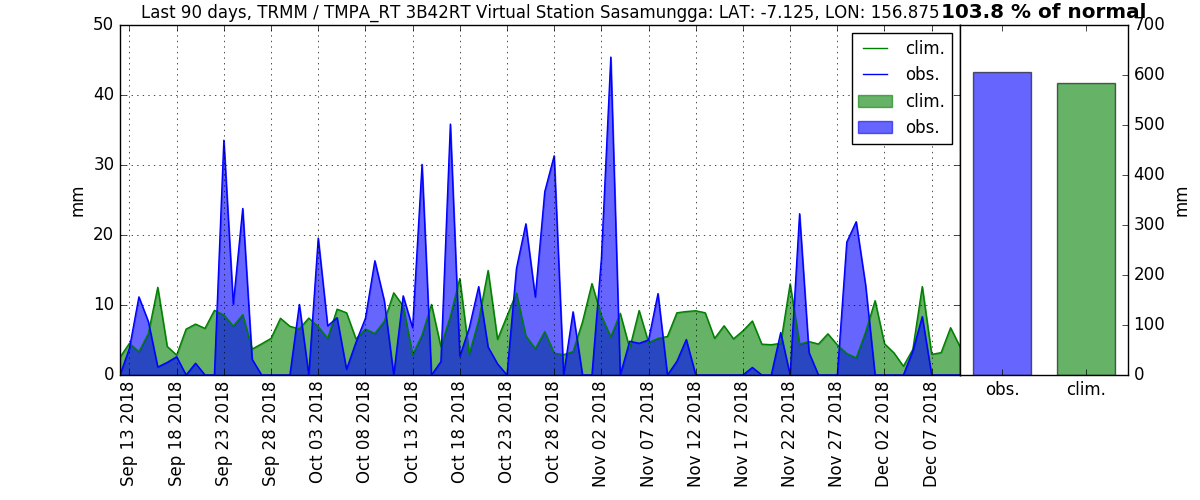 Last 90 days, TRMM / TMPA_RT 3B42RT Virtual Station Sasamungga: LAT: -7.125, LON: 156.875
103.8 % of normal
50
40
30
20
10
0
mm
clim.
obs.
clim.
obs.
Sep 13 2018
Sep 18 2018
Sep 23 2018
Sep 28 2018
Oct 03 2018
Oct 08 2018
Oct 13 2018
Oct 18 2018
Oct 23 2018
Oct 28 2018
Nov 02 2018
Nov 07 2018
Nov 12 2018
Nov 17 2018
Nov 22 2018
Nov 27 2018
Dec 02 2018
Dec 07 2018
700
600
500
400
300
200
100
0
mm
obs.
clim.